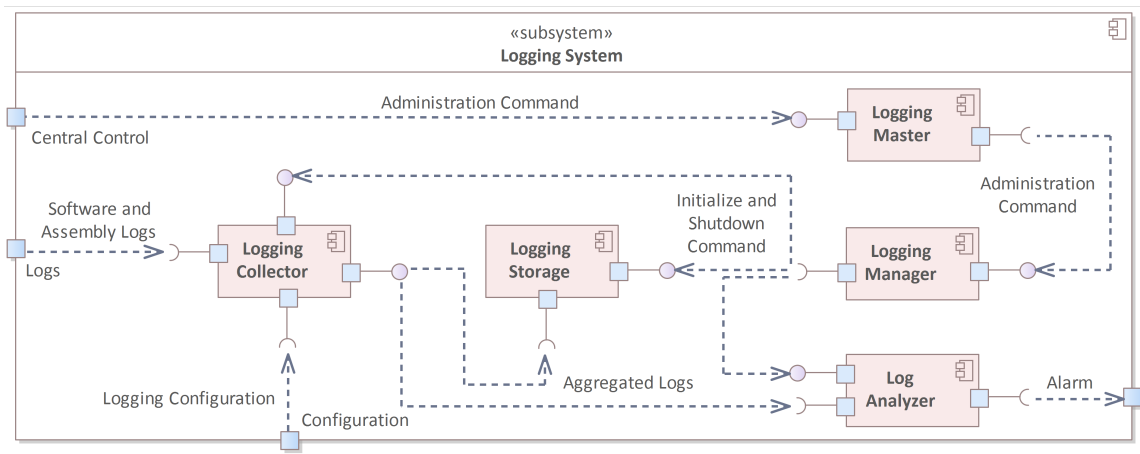 «subsystem»
Logging System
Administration Command
Central Control
Logging
Master
Administration
Command
Software and
Assembly Logs
Logs
Logging
Collector
Logging
Storage
Initialize and
Shutdown
Command
Logging
Manager
Logging Configuration
Configuration
Aggregated Logs
Log
Analyzer
Alarm